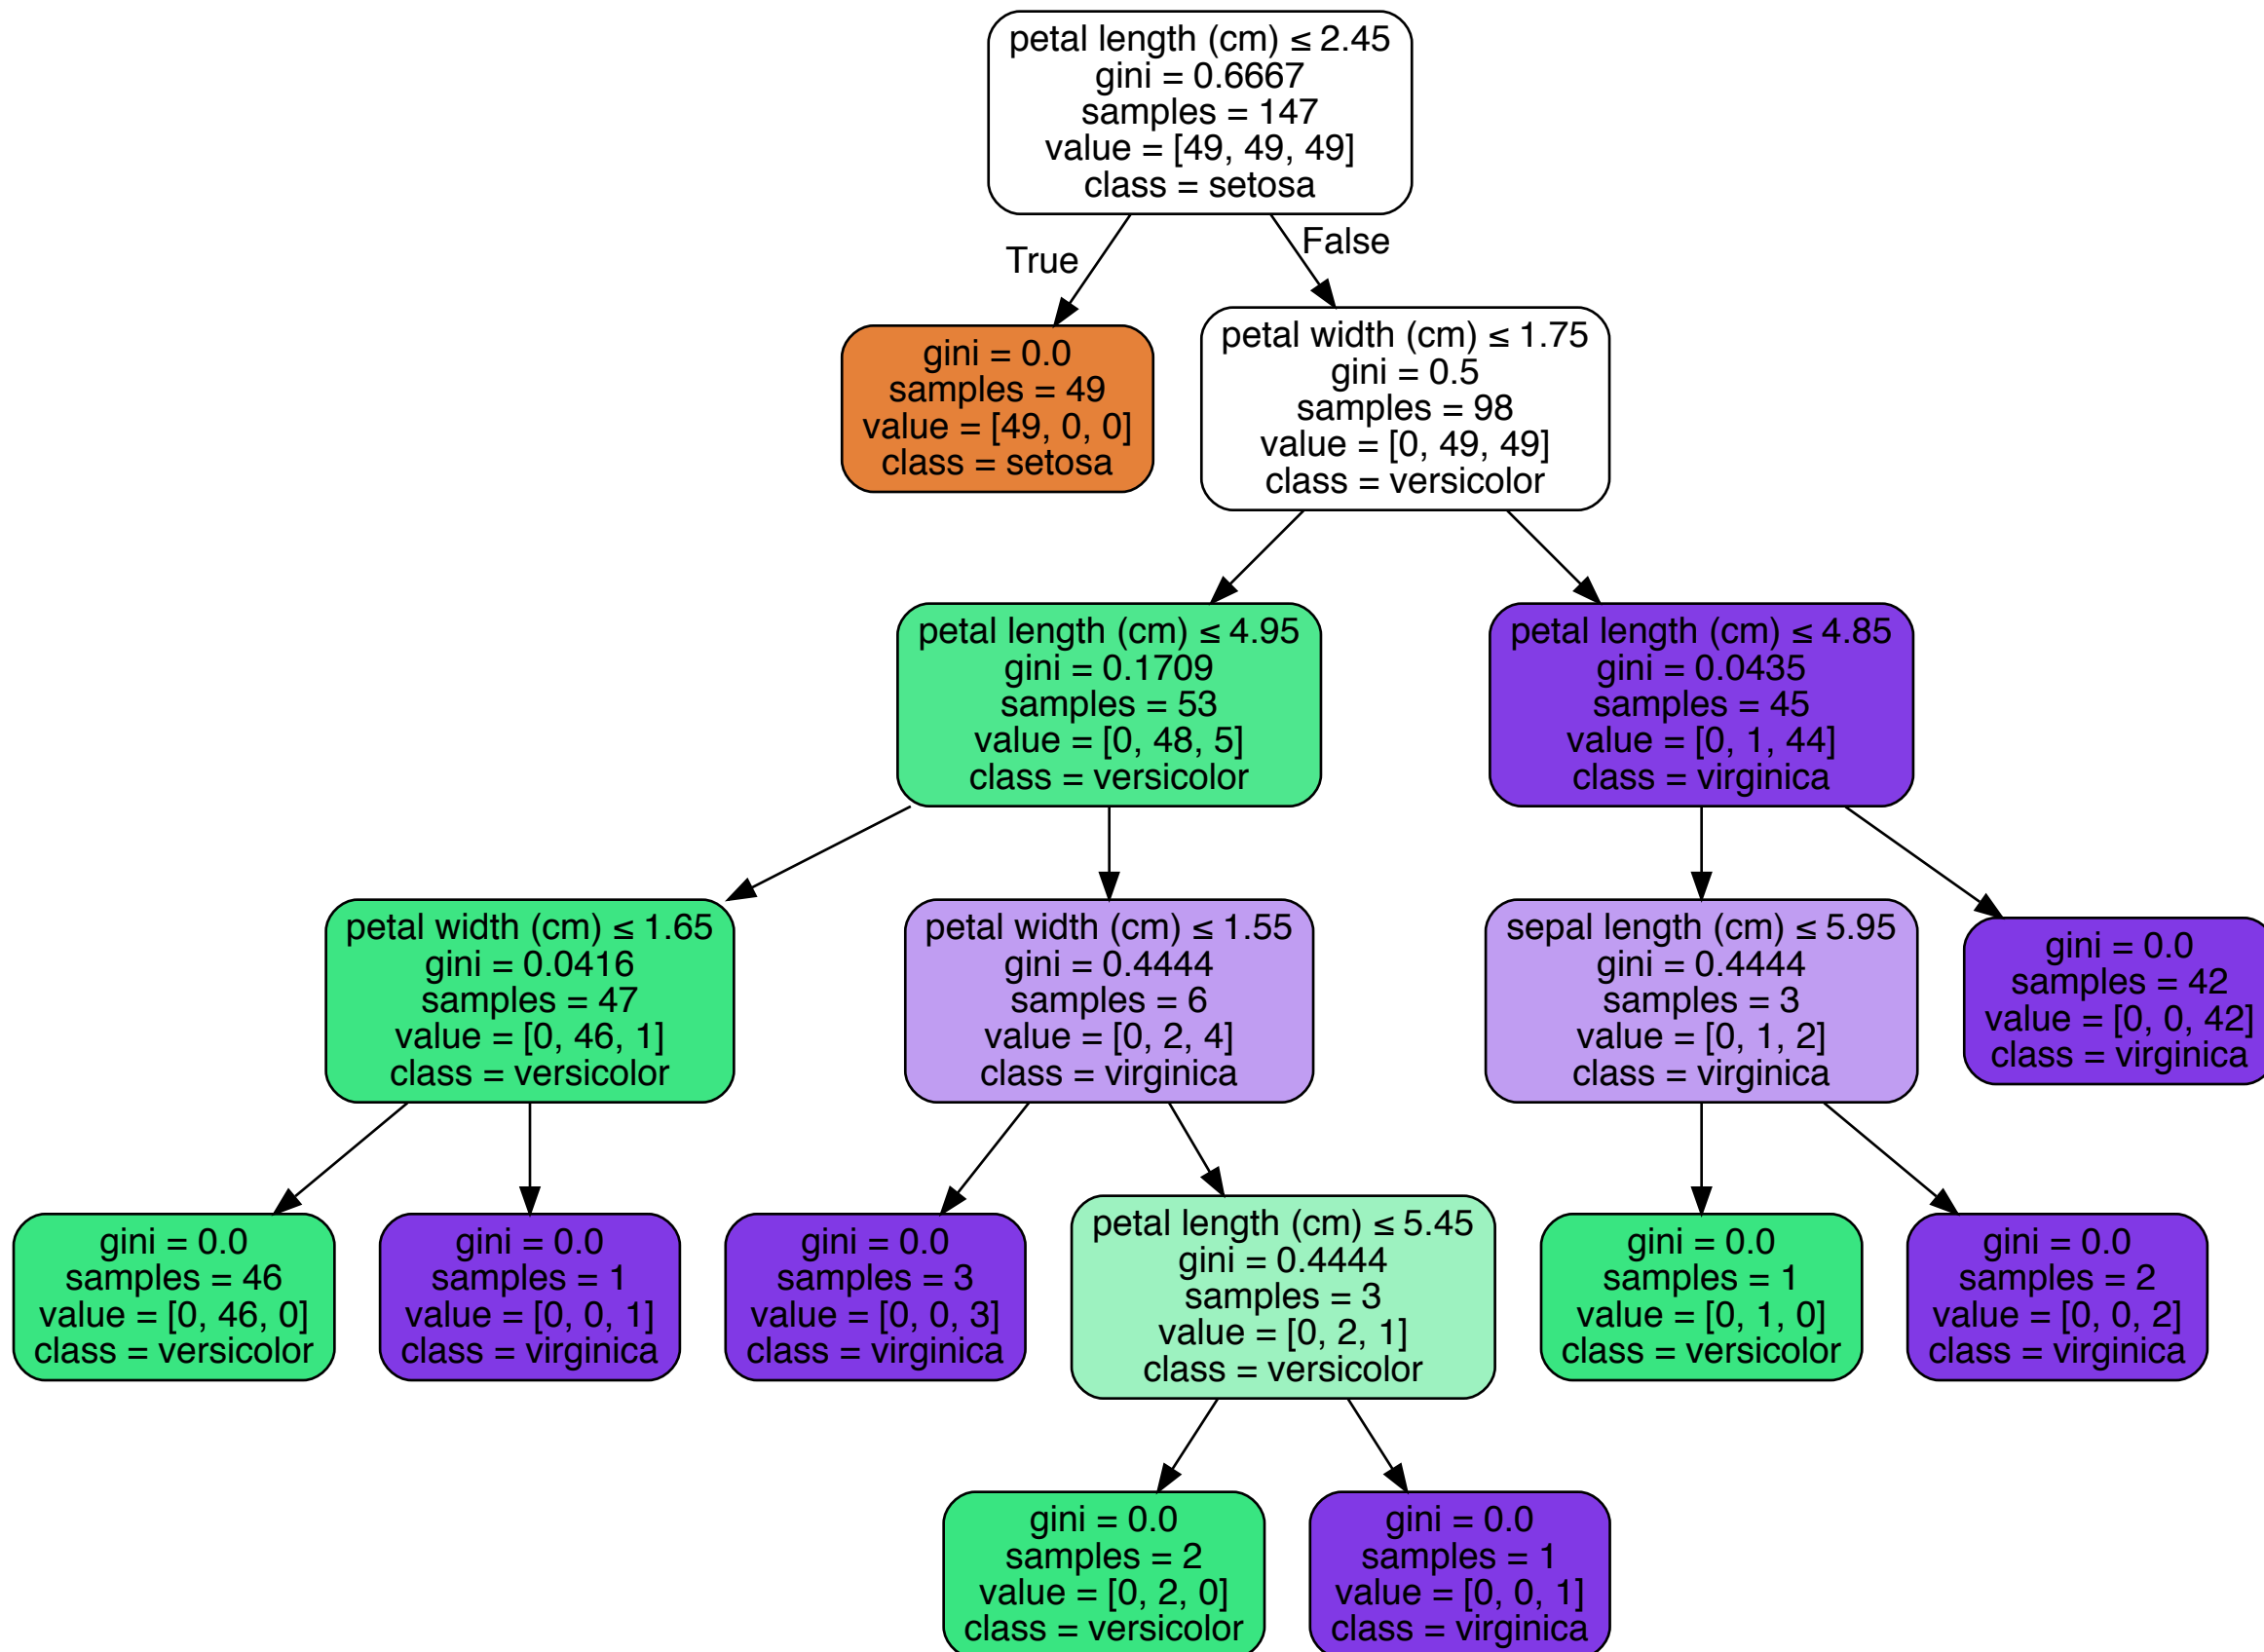 petal length (cm) ≤ 2.45
gini = 0.6667
samples = 147
value = [49, 49, 49]
class = setosa
True
False
gini = 0.0
samples = 49
value = [49, 0, 0]
class = setosa
petal width (cm) ≤ 1.75
gini = 0.5
samples = 98
value = [0, 49, 49]
class = versicolor
petal length (cm) ≤ 4.95
gini = 0.1709
samples = 53
value = [0, 48, 5]
class = versicolor
petal length (cm) ≤ 4.85
gini = 0.0435
samples = 45
value = [0, 1, 44]
class = virginica
petal width (cm) ≤ 1.65
gini = 0.0416
samples = 47
value = [0, 46, 1]
class = versicolor
petal width (cm) ≤ 1.55
gini = 0.4444
samples = 6
value = [0, 2, 4]
class = virginica
sepal length (cm) ≤ 5.95
gini = 0.4444
samples = 3
value = [0, 1, 2]
class = virginica
gini = 0.0
samples = 42
value = [0, 0, 42]
class = virginica
gini = 0.0
samples = 46
value = [0, 46, 0]
class = versicolor
gini = 0.0
samples = 1
value = [0, 0, 1]
class = virginica
gini = 0.0
samples = 3
value = [0, 0, 3]
class = virginica
petal length (cm) ≤ 5.45
gini = 0.4444
samples = 3
value = [0, 2, 1]
class = versicolor
gini = 0.0
samples = 1
value = [0, 1, 0]
class = versicolor
gini = 0.0
samples = 2
value = [0, 0, 2]
class = virginica
gini = 0.0
samples = 2
value = [0, 2, 0]
class = versicolor
gini = 0.0
samples = 1
value = [0, 0, 1]
class = virginica